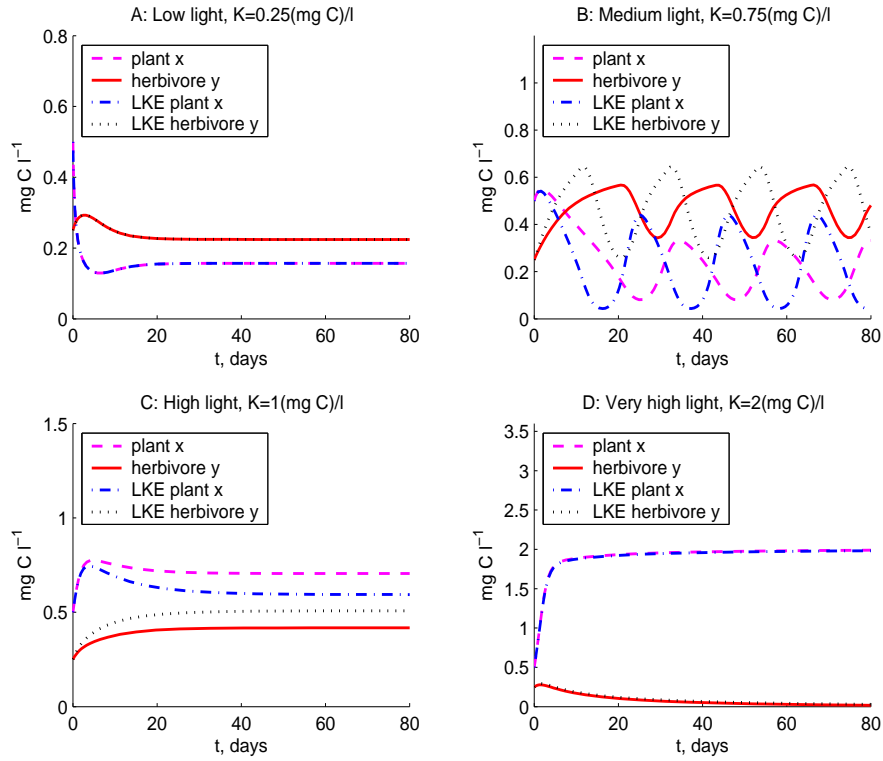 A: Low light, K=0.25(mg C)/l
plant x
herbivore y
LKE plant x
LKE herbivore y
0.8
0.6
0.4
0.2
0
mg C l⁻¹
0 20 40 60 80
t, days
B: Medium light, K=0.75(mg C)/l
plant x
herbivore y
LKE plant x
LKE herbivore y
1
0.8
0.6
0.4
0.2
0
mg C l⁻¹
0 20 40 60 80
t, days
C: High light, K=1(mg C)/l
plant x
herbivore y
LKE plant x
LKE herbivore y
1.5
1
0.5
0
mg C l⁻¹
0 20 40 60 80
t, days
D: Very high light, K=2(mg C)/l
plant x
herbivore y
LKE plant x
LKE herbivore y
3.5
3
2.5
2
1.5
1
0.5
0
mg C l⁻¹
0 20 40 60 80
t, days